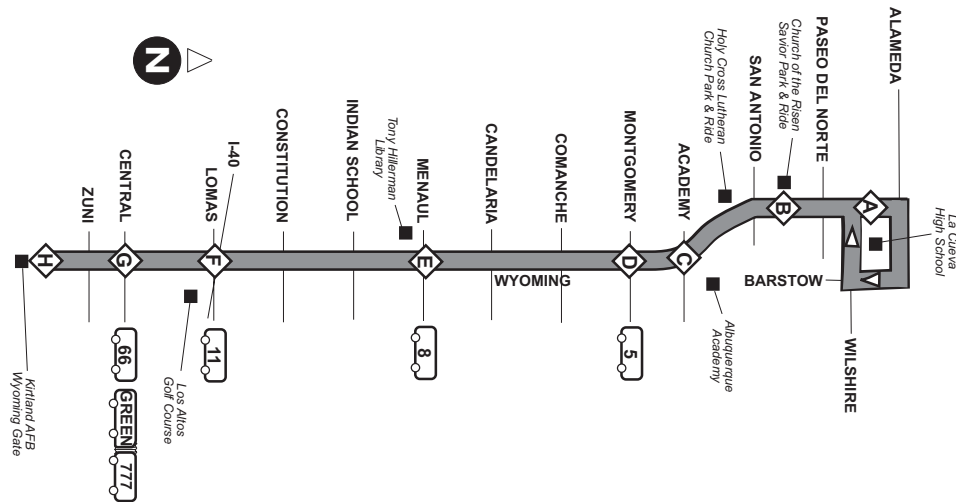 N
ALAMEDA
PASEO DEL NORTE
Church of the Risen
Savior Park & Ride
SAN ANTONIO
Holy Cross Lutheran
Church Park & Ride
ACADEMY
MONTGOMERY
COMANCHE
CANDELARIA
MENAUL
Tony Hillerman
Library
INDIAN SCHOOL
CONSTITUTION
I-40
LOMAS
CENTRAL
ZUNI
La Cueva
High School
A
B
C
D
E
F
G
H
WYOMING
BARSTOW
WILSHIRE
Albuquerque
Academy
5
8
11
Los Altos
Golf Course
66
GREEN
777
Kirtland AFB
Wyoming Gate